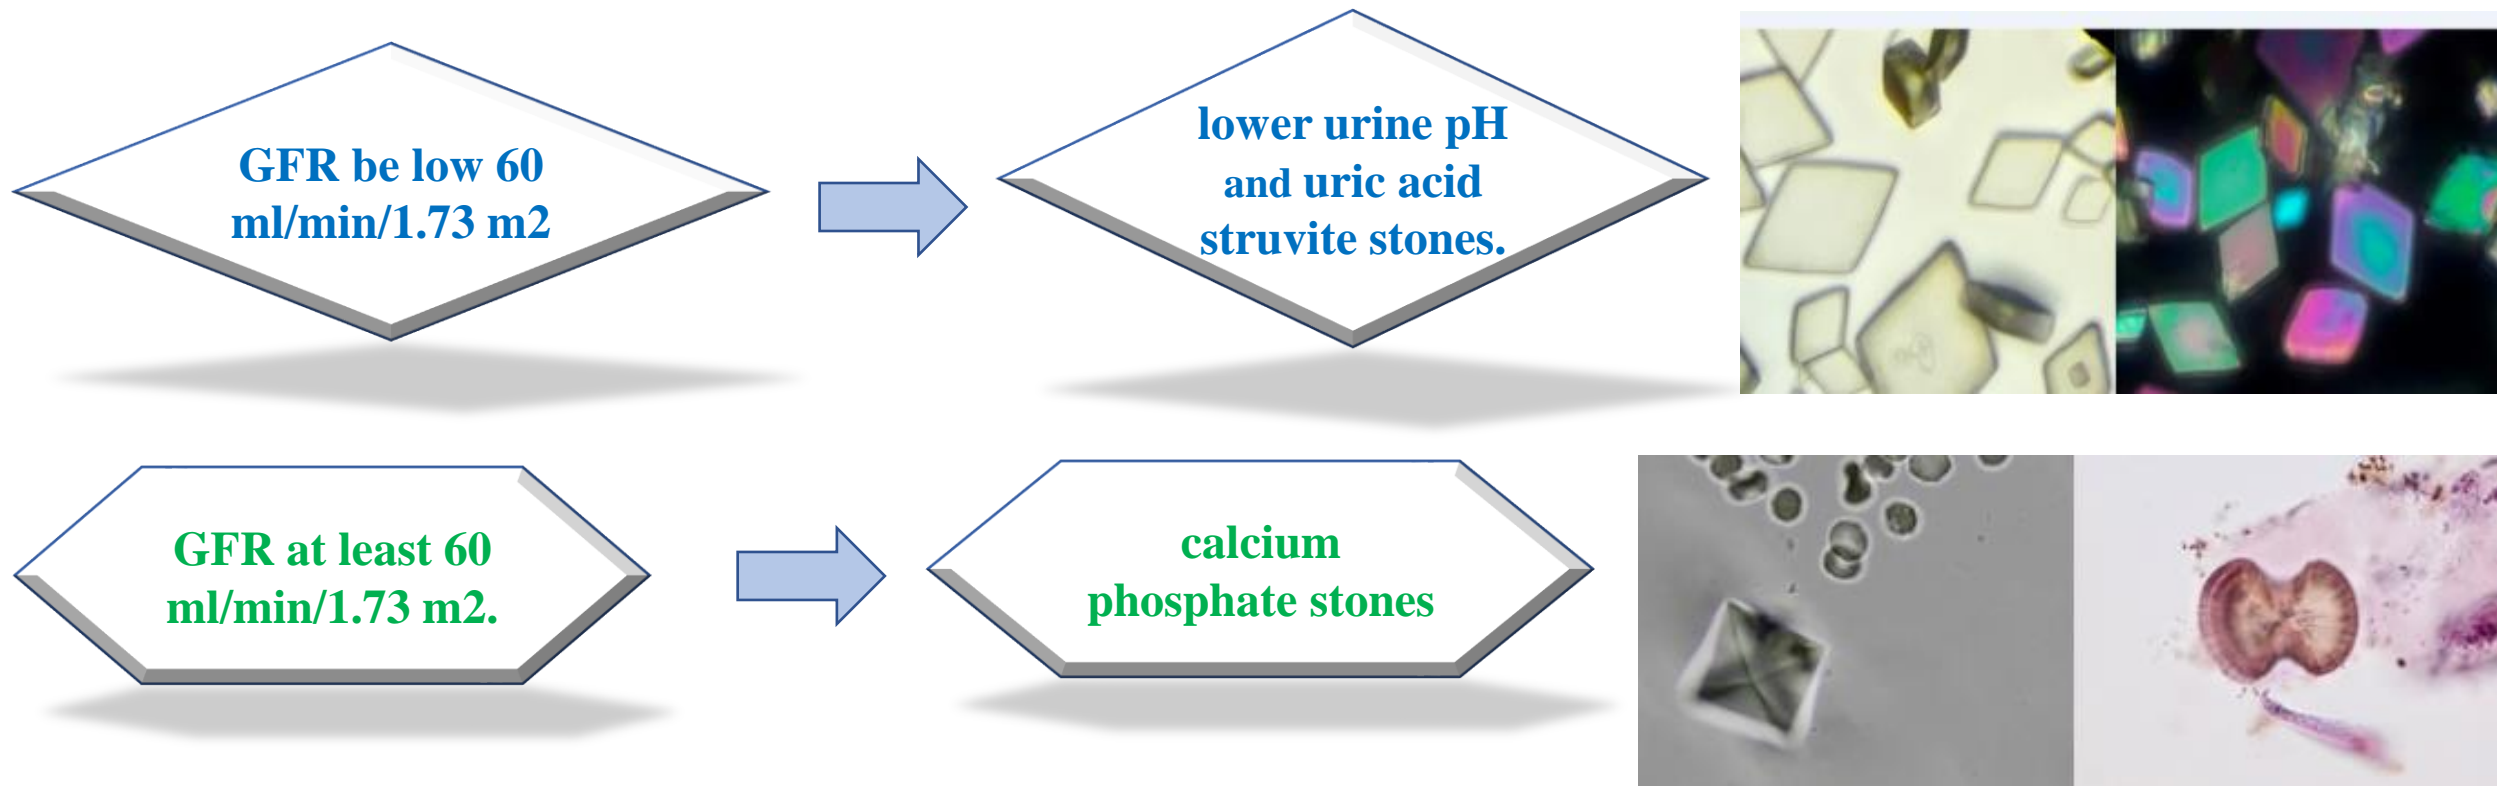 GFR be low 60
ml/min/1.73 m2
lower urine pH
and uric acid
struvite stones.
GFR at least 60
ml/min/1.73 m2.
calcium
phosphate stones